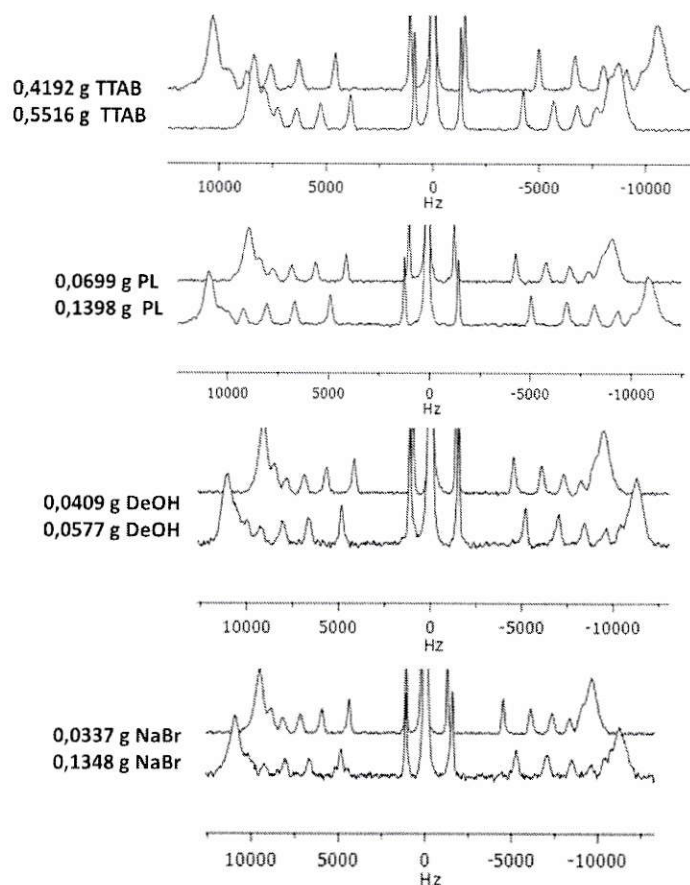 0,4192 g TTAB
0,5516 g TTAB
10000 5000 0 -5000 -10000
Hz
0,0699 g PL
0,1398 g PL
10000 5000 0 -5000 -10000
Hz
0,0409 g DeOH
0,0577 g DeOH
10000 5000 0 -5000 -10000
Hz
0,0337 g NaBr
0,1348 g NaBr
10000 5000 0 -5000 -10000
Hz